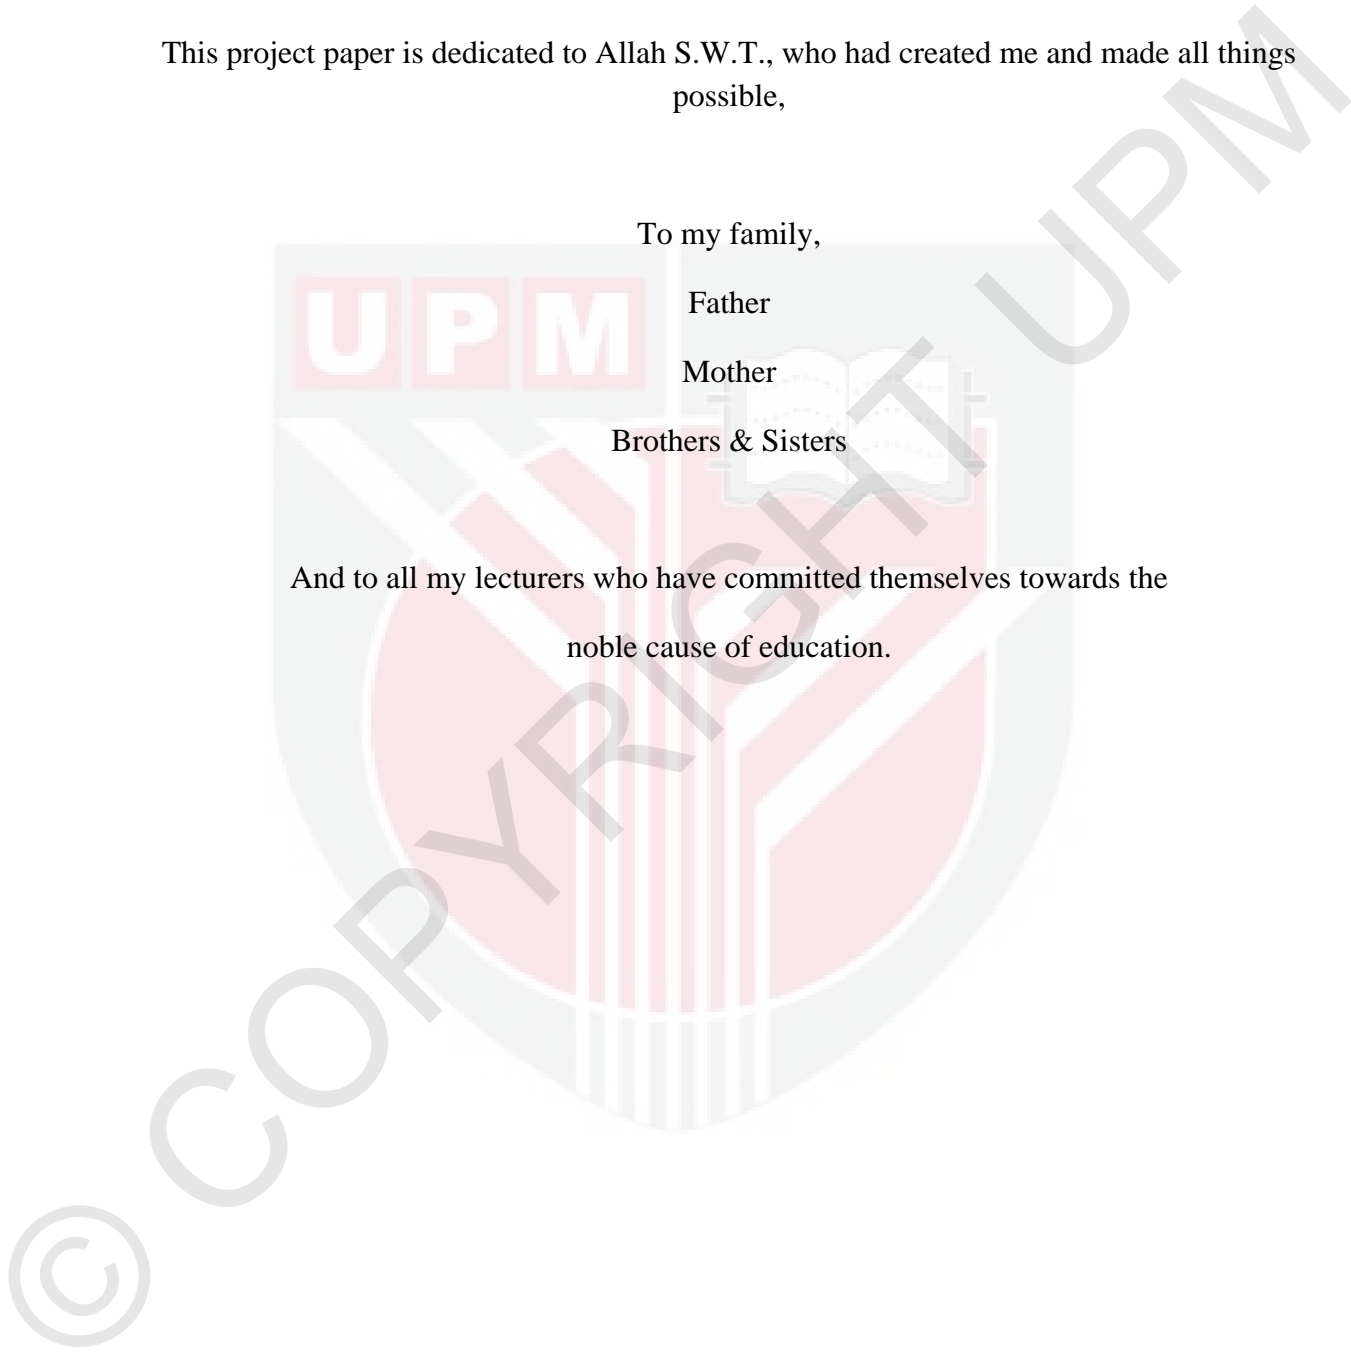 This project paper is dedicated to Allah S.W.T., who had created me and made all things
possible,
To my family,
Father
Mother
Brothers & Sisters
And to all my lecturers who have committed themselves towards the
noble cause of education.
UPM
© COPYRIGHT UPM